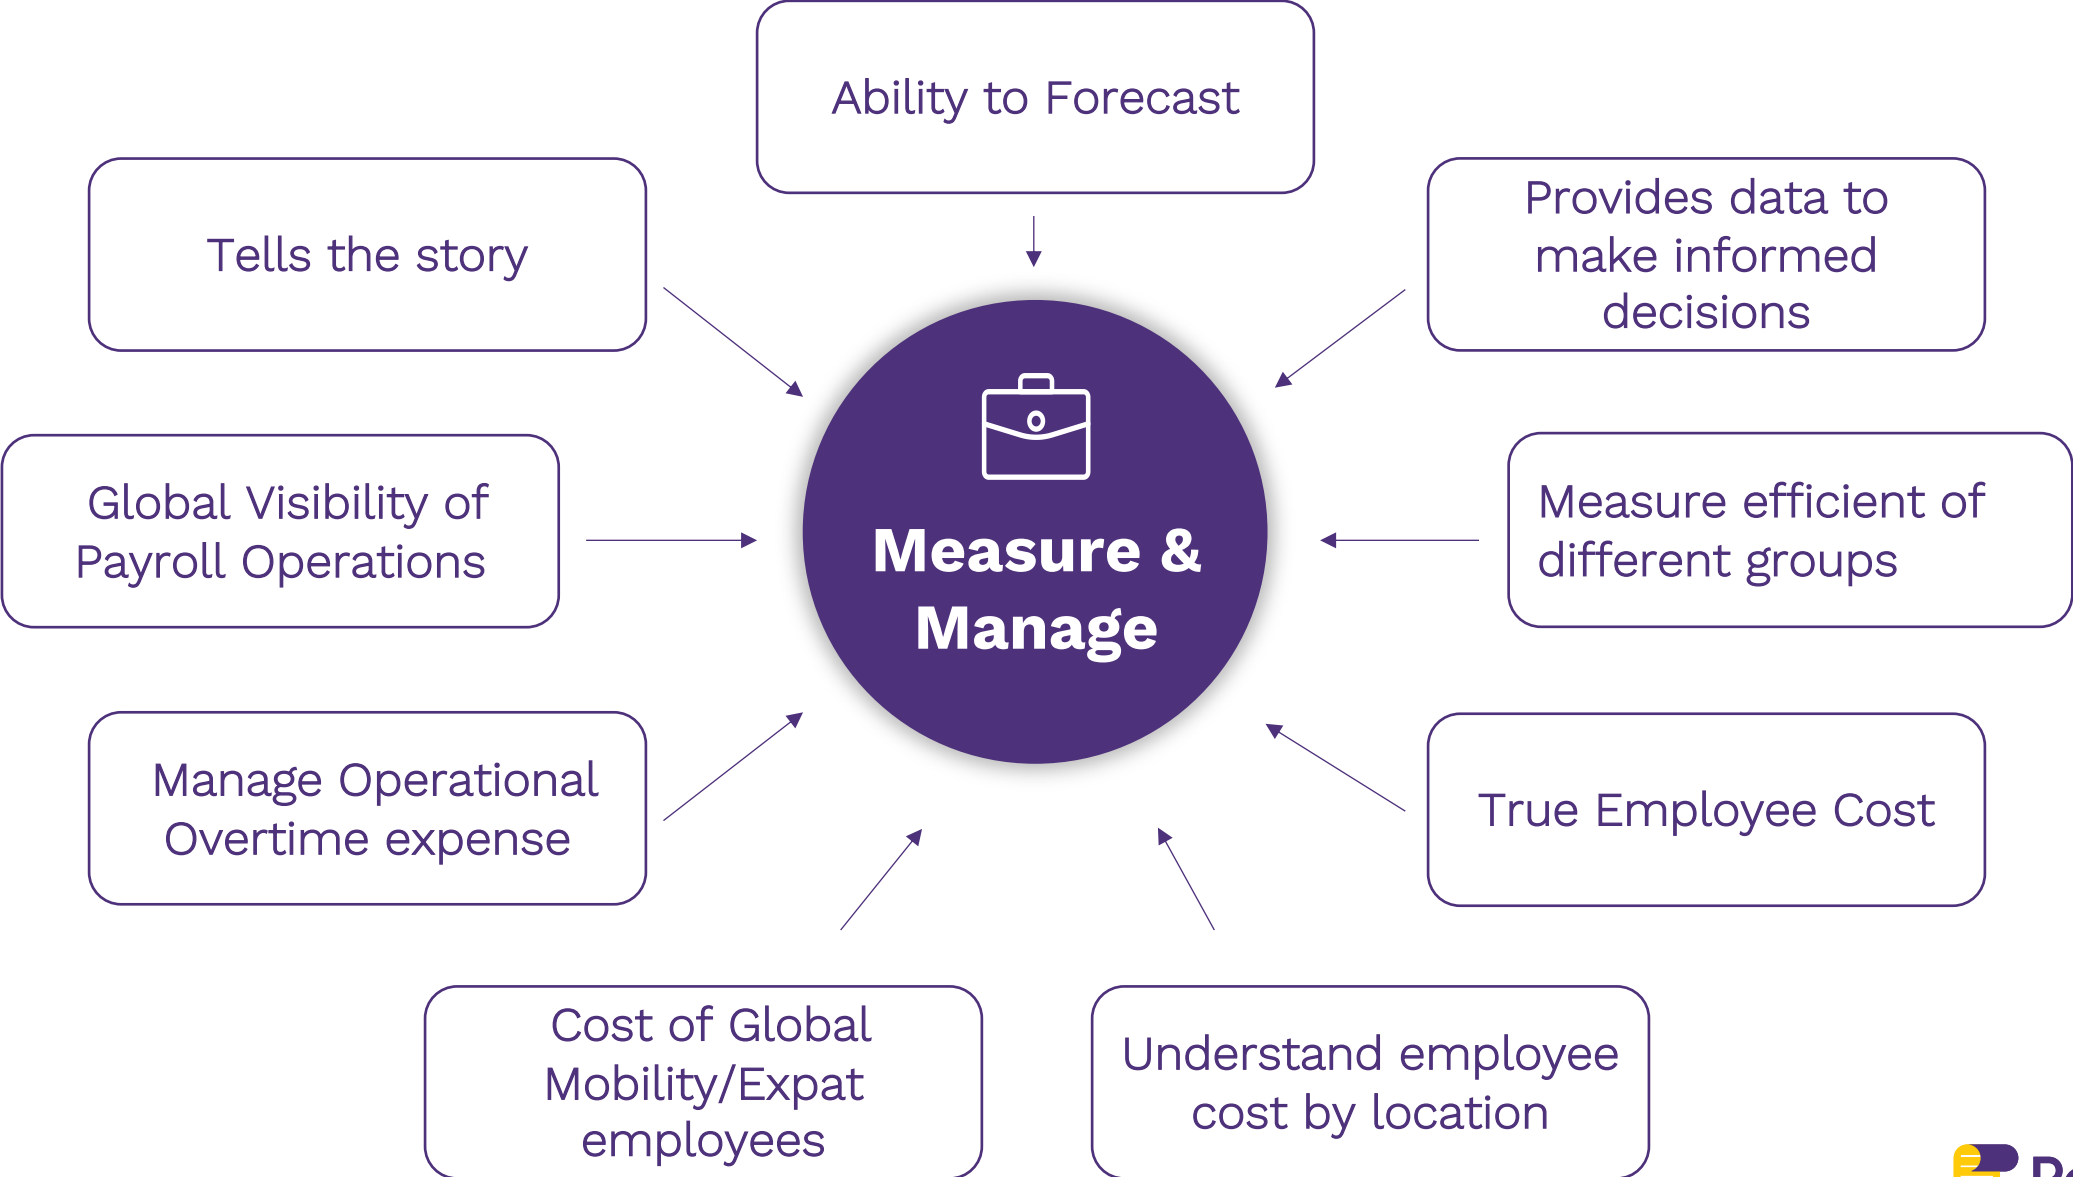 Ability to Forecast
Tells the story
Provides data to
make informed
decisions
Global Visibility of
Payroll Operations
Measure &
Manage
Measure efficient of
different groups
Manage Operational
Overtime expense
True Employee Cost
Cost of Global
Mobility/Expat
employees
Understand employee
cost by location